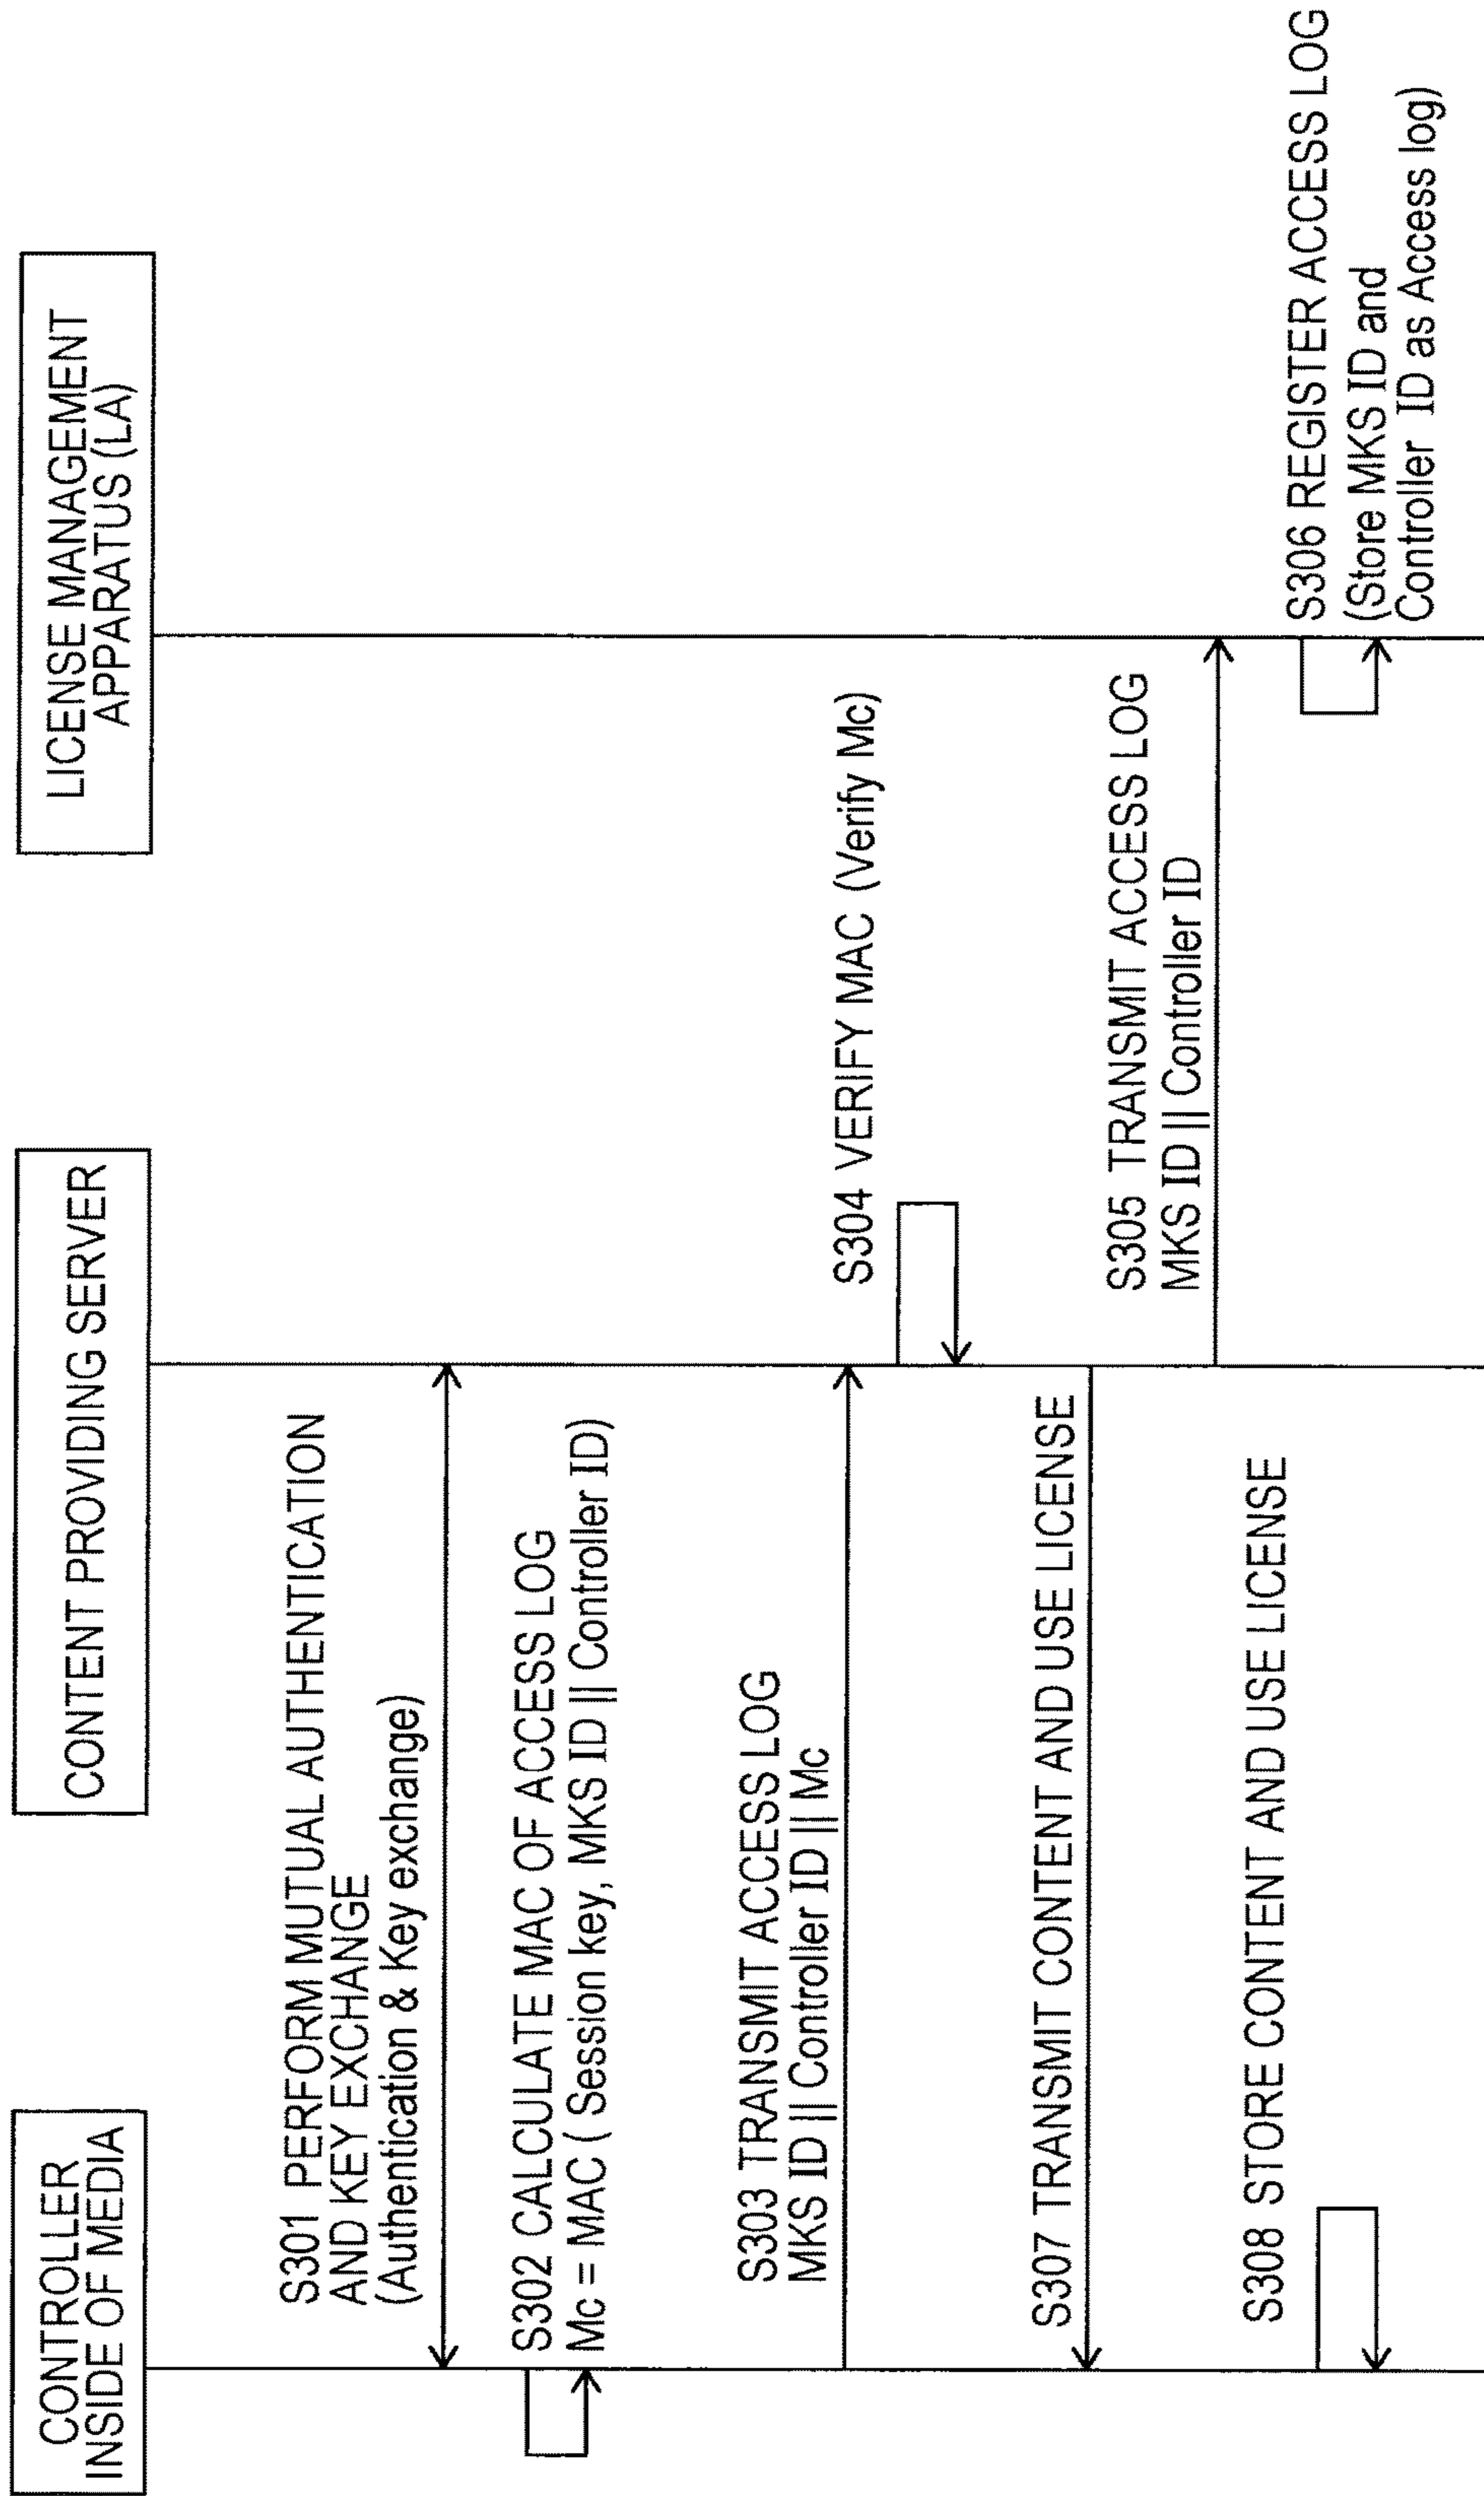 CONTROLLER
INSIDE OF MEDIA
CONTENT PROVIDING SERVER
LICENSE MANAGEMENT
APPARATUS (LA)
S301 PERFORM MUTUAL AUTHENTICATION
AND KEY EXCHANGE
(Authentication & Key exchange)
S302 CALCULATE MAC OF ACCESS LOG
Mc = MAC ( Session key, MKS ID || Controller ID)
S303 TRANSMIT ACCESS LOG
MKS ID || Controller ID || Mc
S304 VERIFY MAC (Verify Mc)
S307 TRANSMIT CONTENT AND USE LICENSE
S305 TRANSMIT ACCESS LOG
MKS ID || Controller ID
S308 STORE CONTENT AND USE LICENSE
S306 REGISTER ACCESS LOG
(Store MKS ID and
Controller ID as Access log)